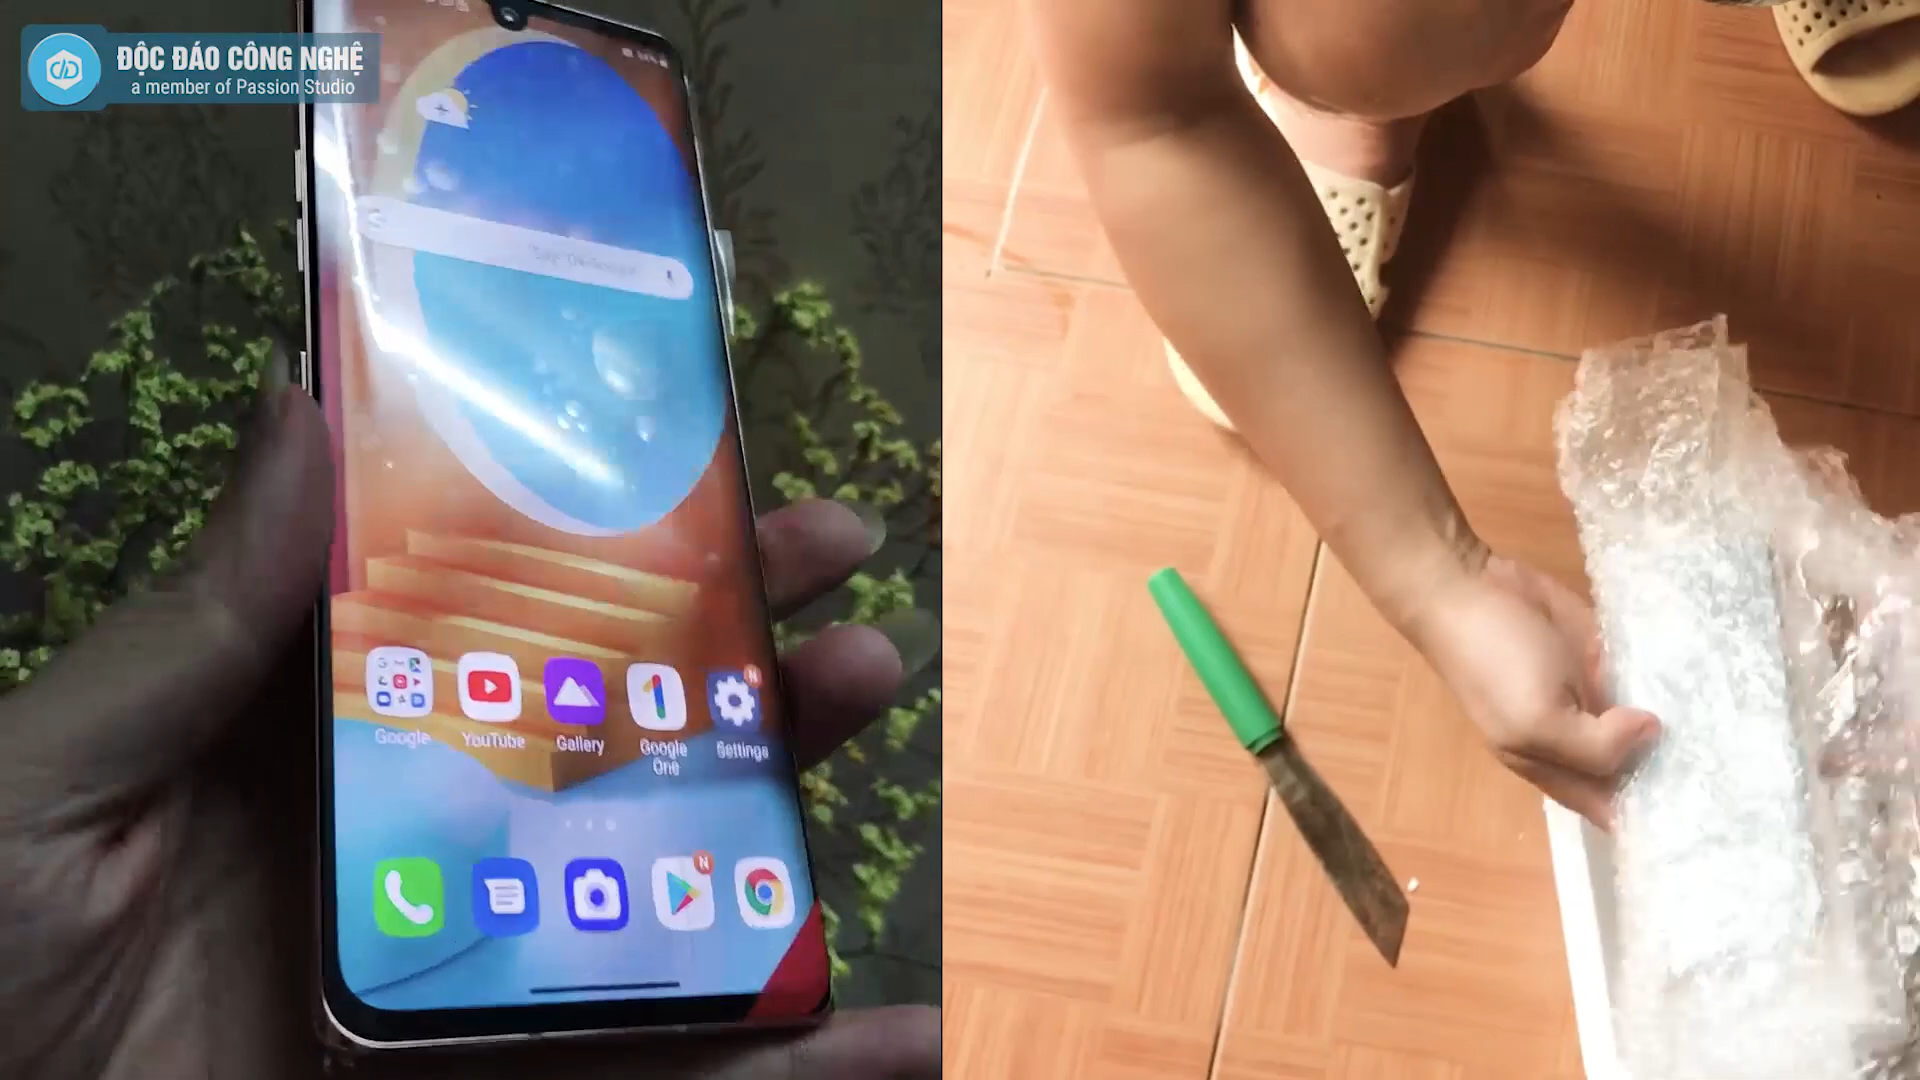 ĐỘC ĐÁO CÔNG NGHỆ
a member of Passion Studio
Google
YouTube
Gallery
Google
One
Settings
N
N